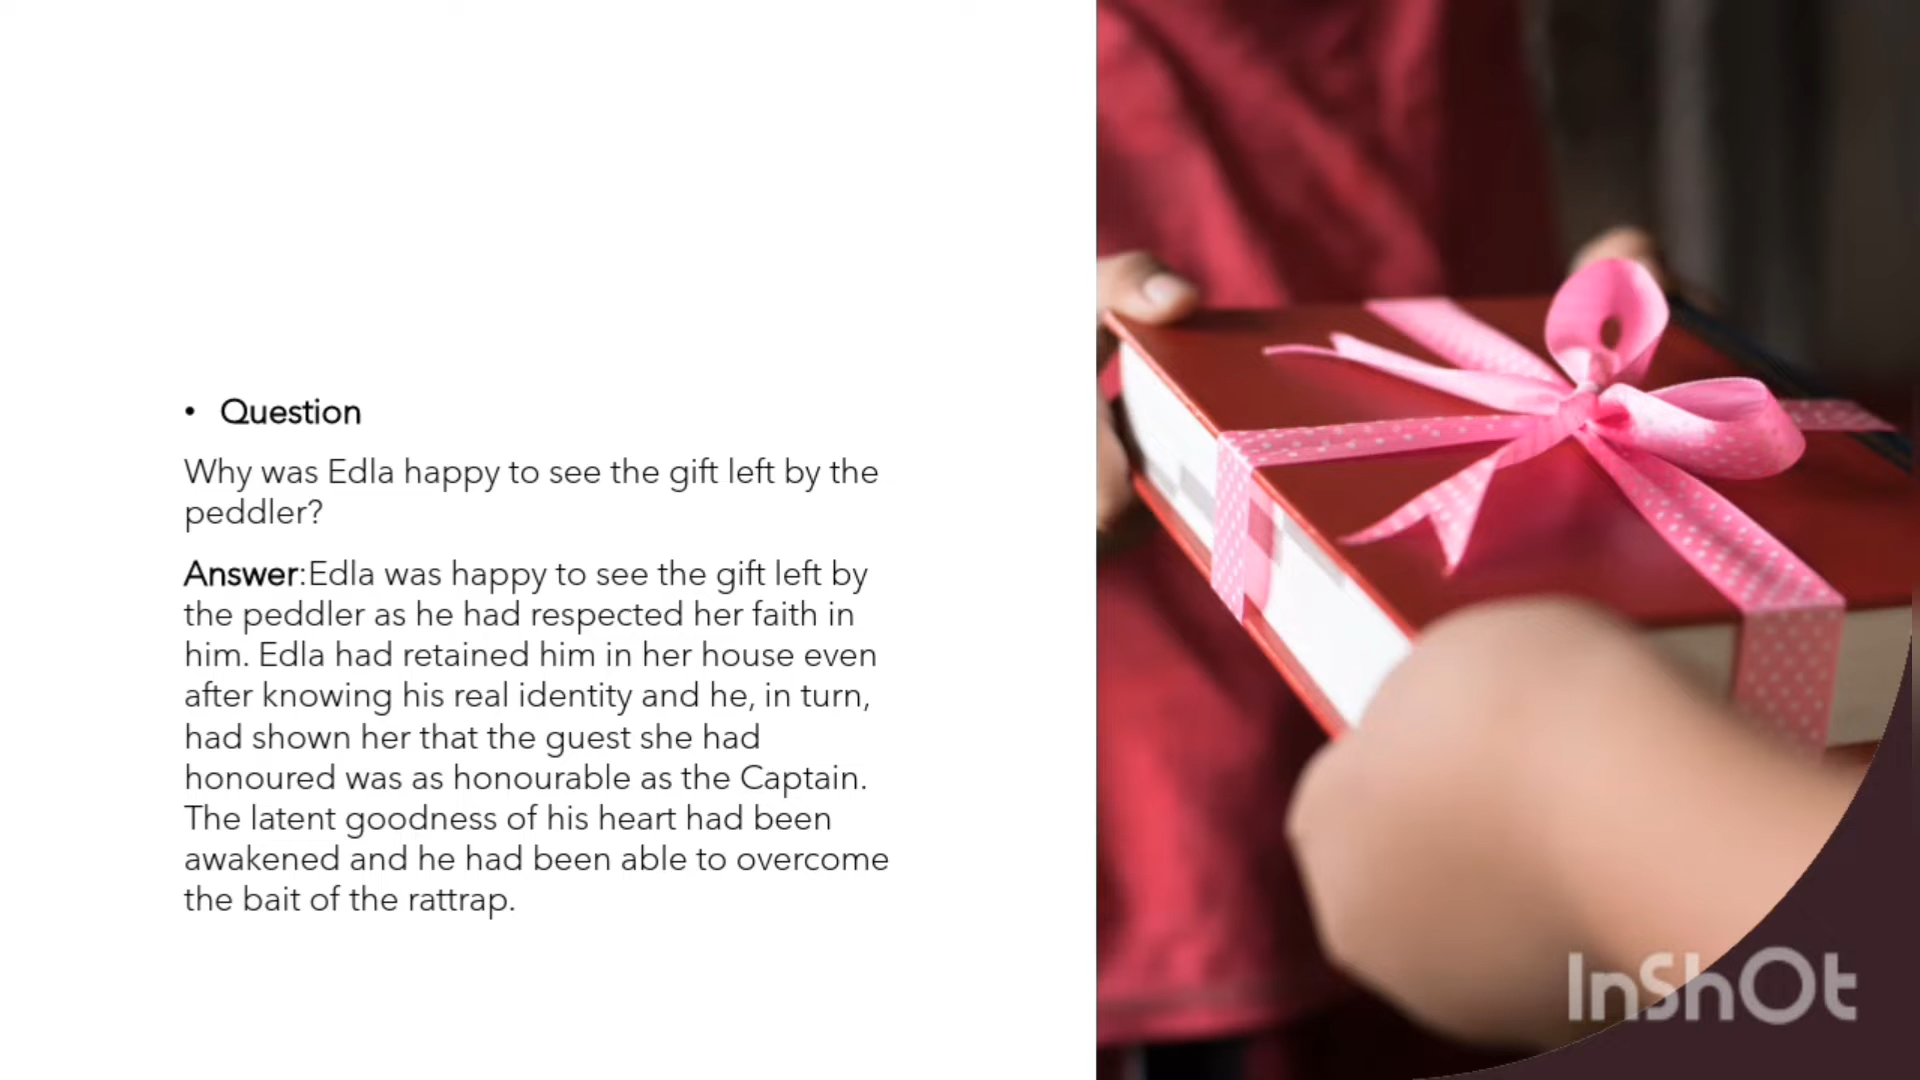 • Question
Why was Edla happy to see the gift left by the
peddler?
Answer:Edla was happy to see the gift left by
the peddler as he had respected her faith in
him. Edla had retained him in her house even
after knowing his real identity and he, in turn,
had shown her that the guest she had
honoured was as honourable as the Captain.
The latent goodness of his heart had been
awakened and he had been able to overcome
the bait of the rattrap.
InShOt